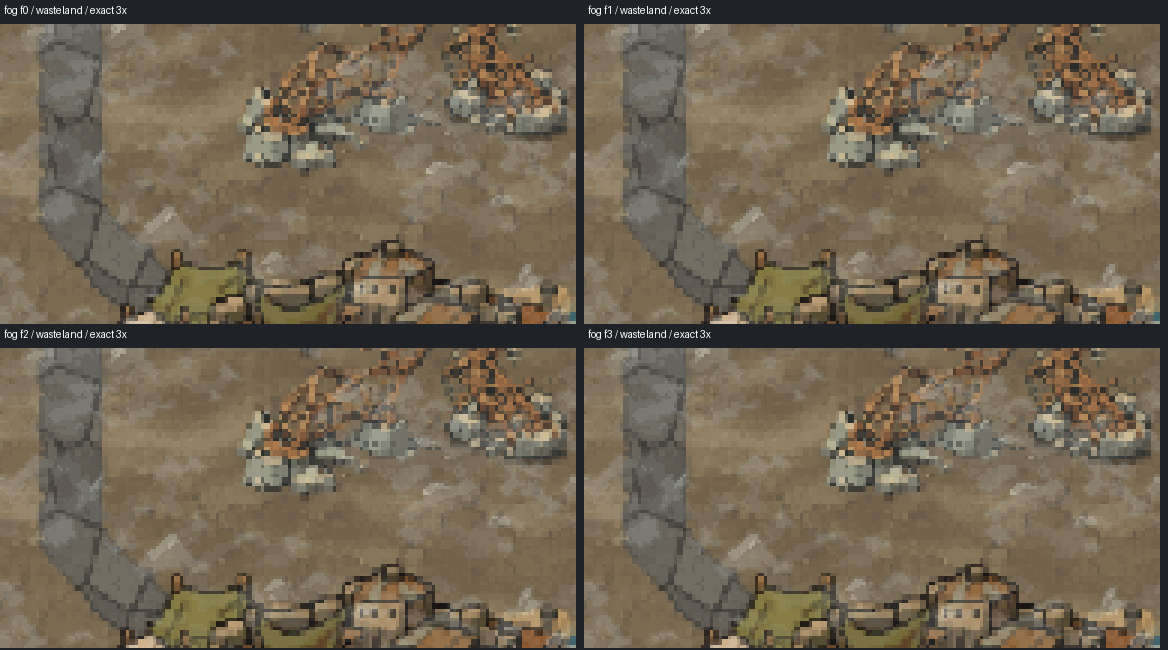 fog f0 / wasteland / exact 3x
fog f1 / wasteland / exact 3x
fog f2 / wasteland / exact 3x
fog f3 / wasteland / exact 3x